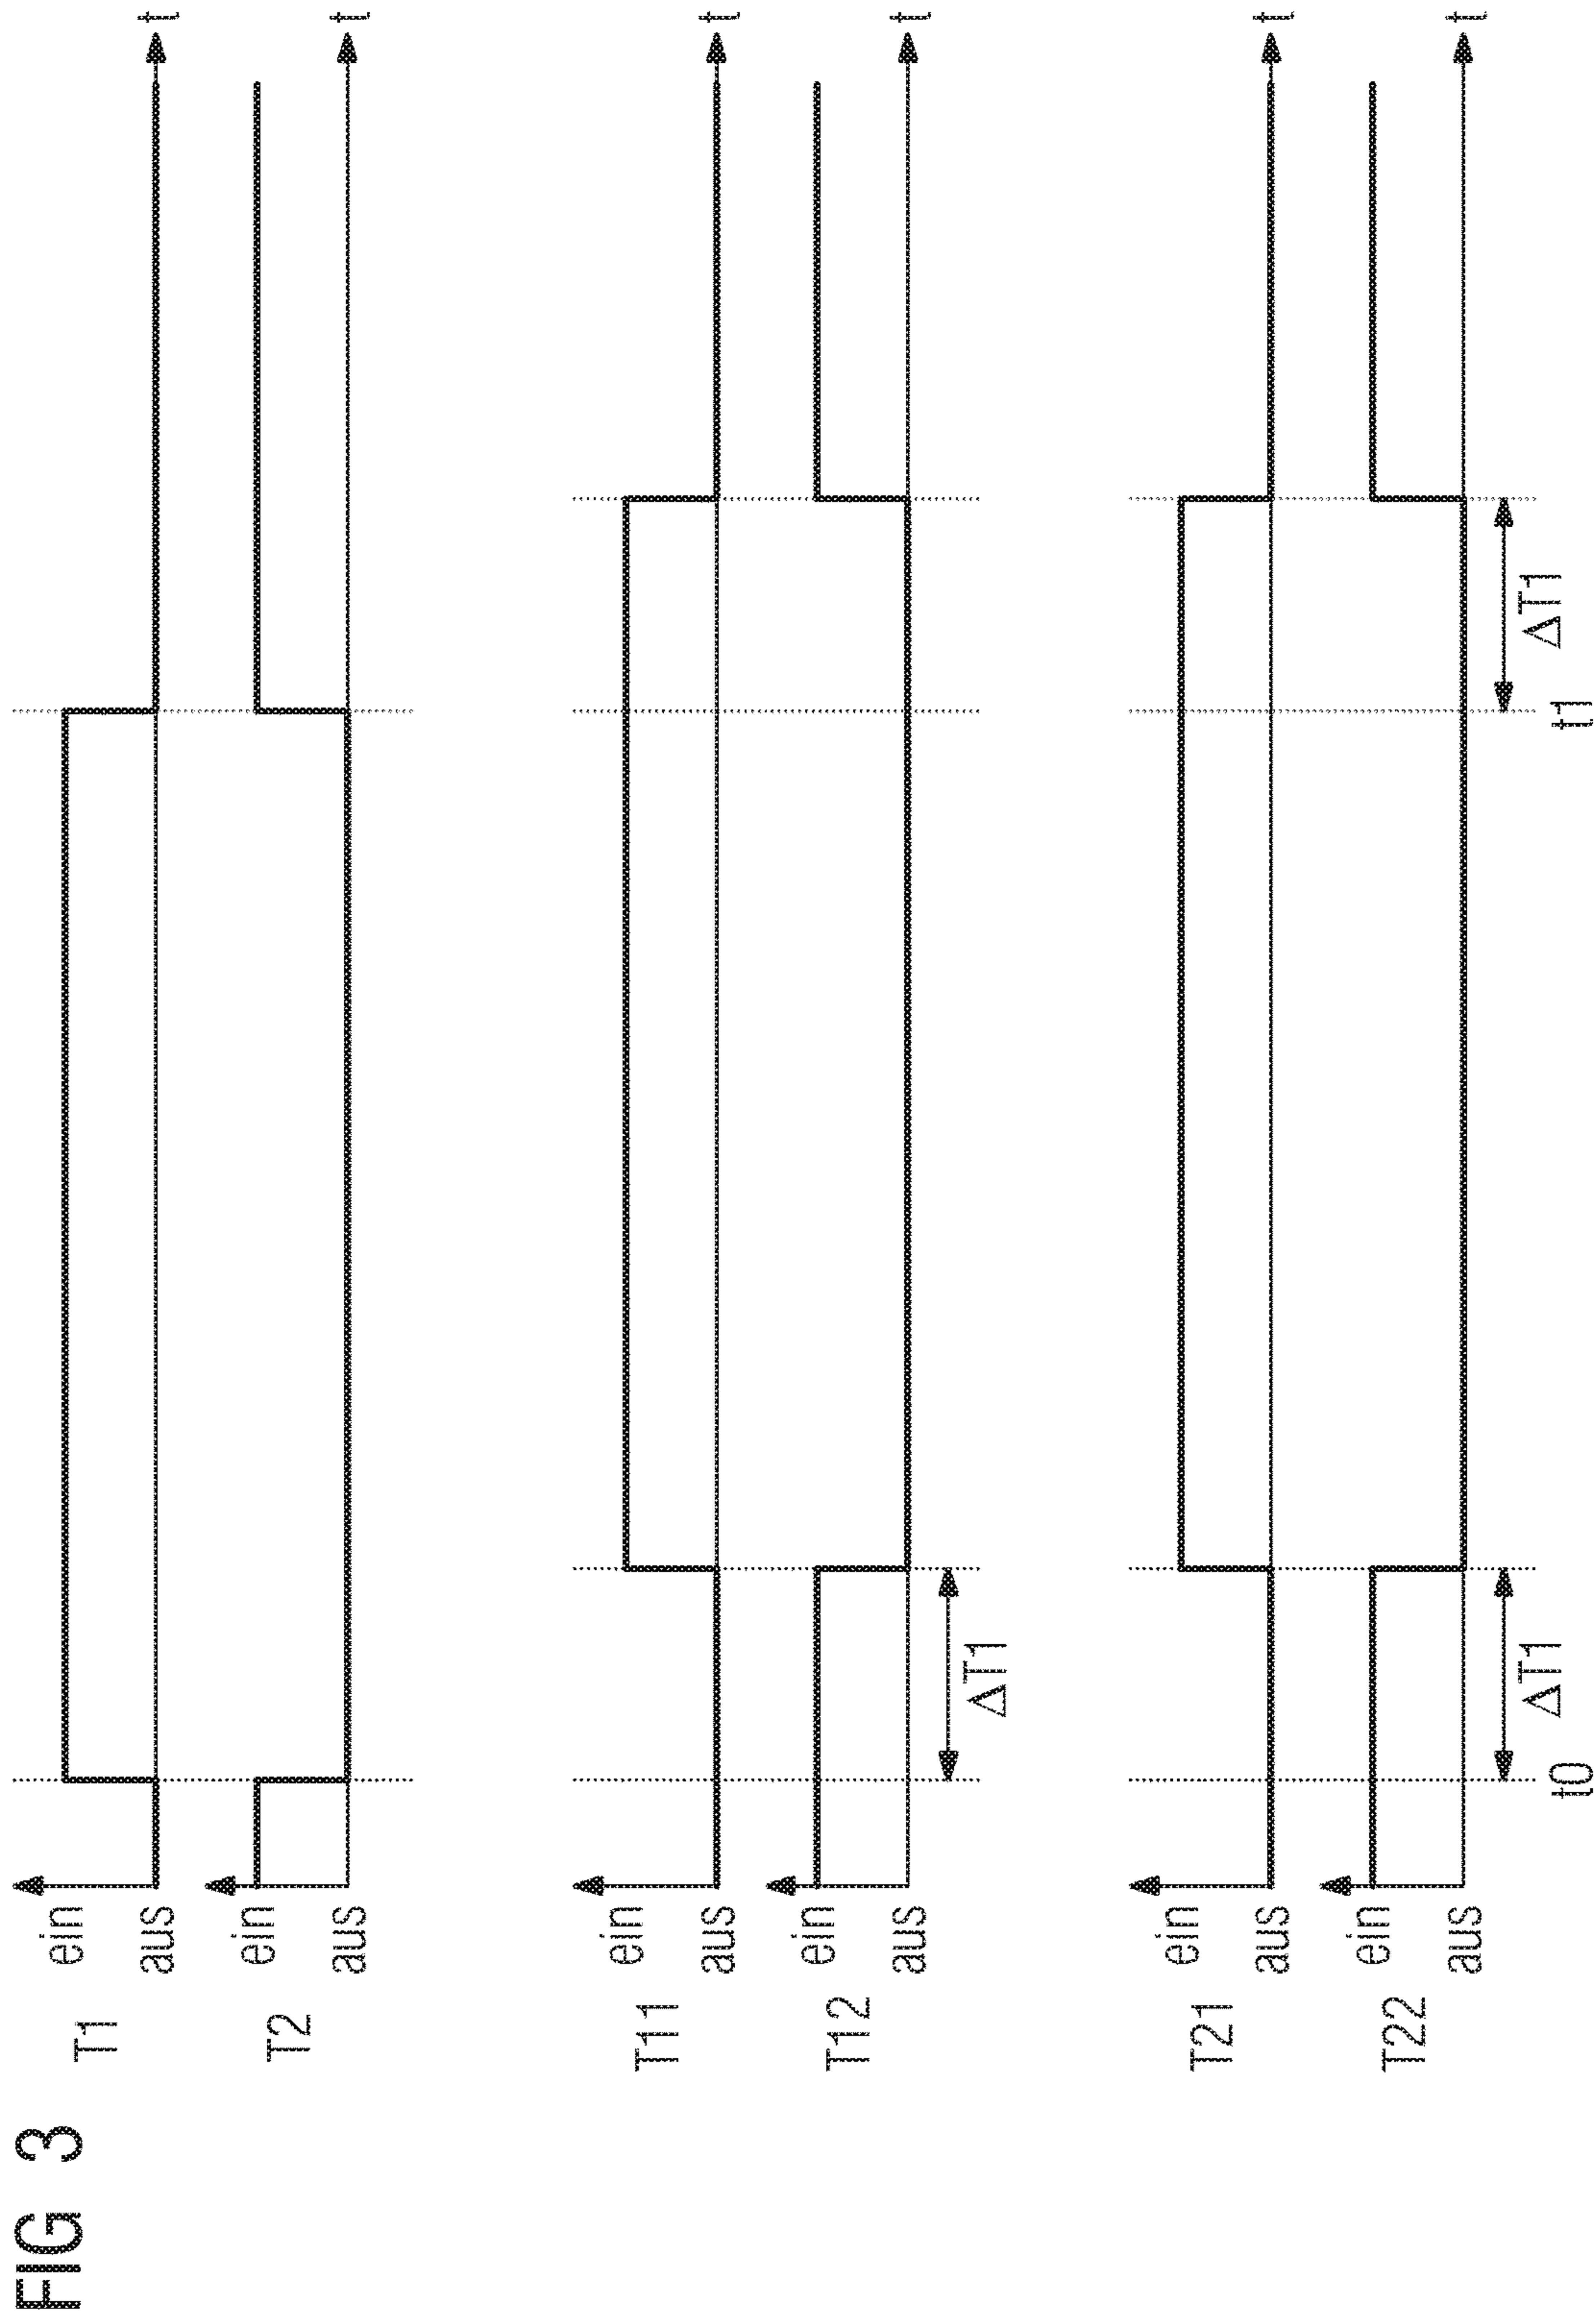 FIG 3
T1
ein
aus
t
T2
ein
aus
t
T11
ein
aus
t
T12
ein
aus
t
ΔT1
T21
ein
aus
t
T22
ein
aus
t
ΔT1
ΔT1
t0
t1